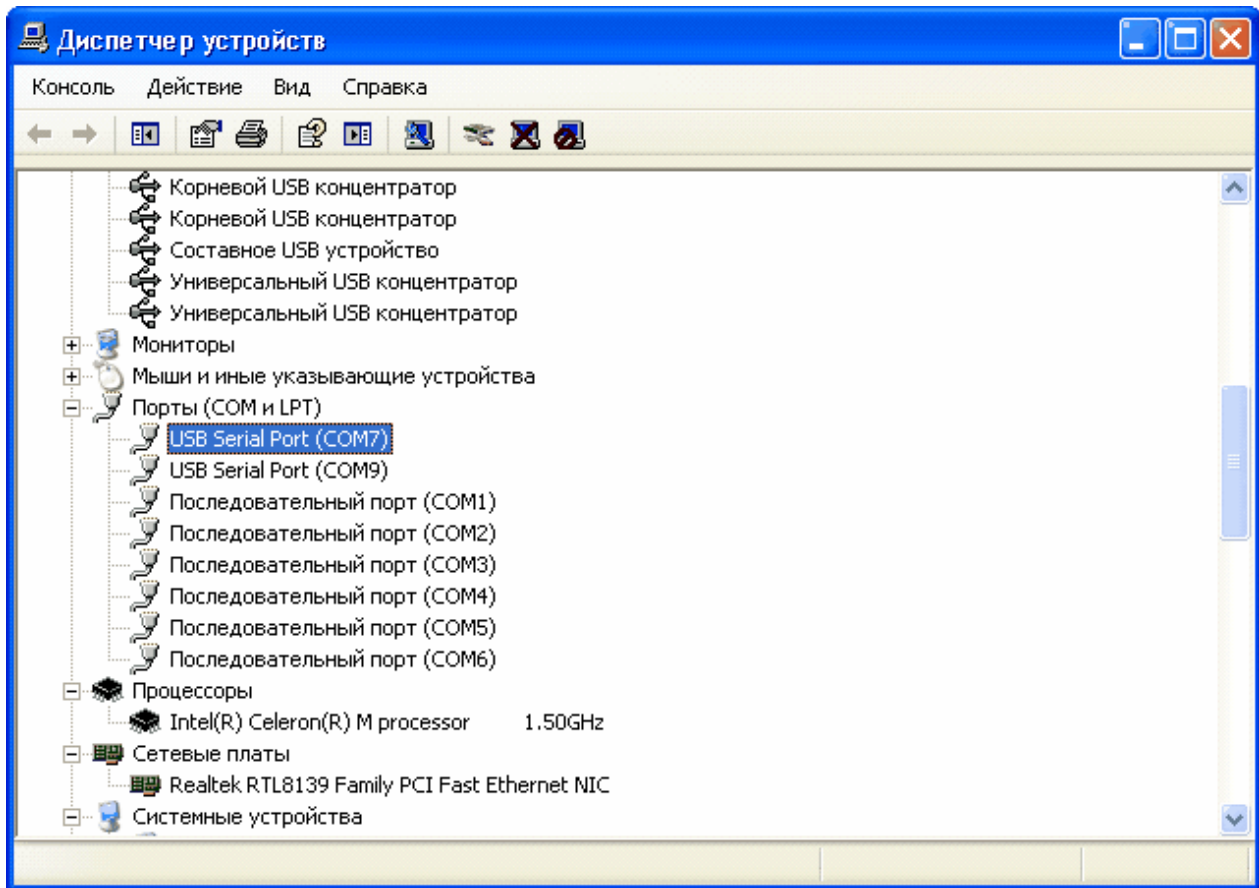 Диспетчер устройств
Консоль Действие Вид Справка
Корневой USB концентратор
Корневой USB концентратор
Составное USB устройство
Универсальный USB концентратор
Универсальный USB концентратор
Мониторы
Мыши и иные указывающие устройства
Порты (COM и LPT)
USB Serial Port (COM7)
USB Serial Port (COM9)
Последовательный порт (COM1)
Последовательный порт (COM2)
Последовательный порт (COM3)
Последовательный порт (COM4)
Последовательный порт (COM5)
Последовательный порт (COM6)
Процессоры
Intel(R) Celeron(R) M processor 1.50GHz
Сетевые платы
Realtek RTL8139 Family PCI Fast Ethernet NIC
Системные устройства